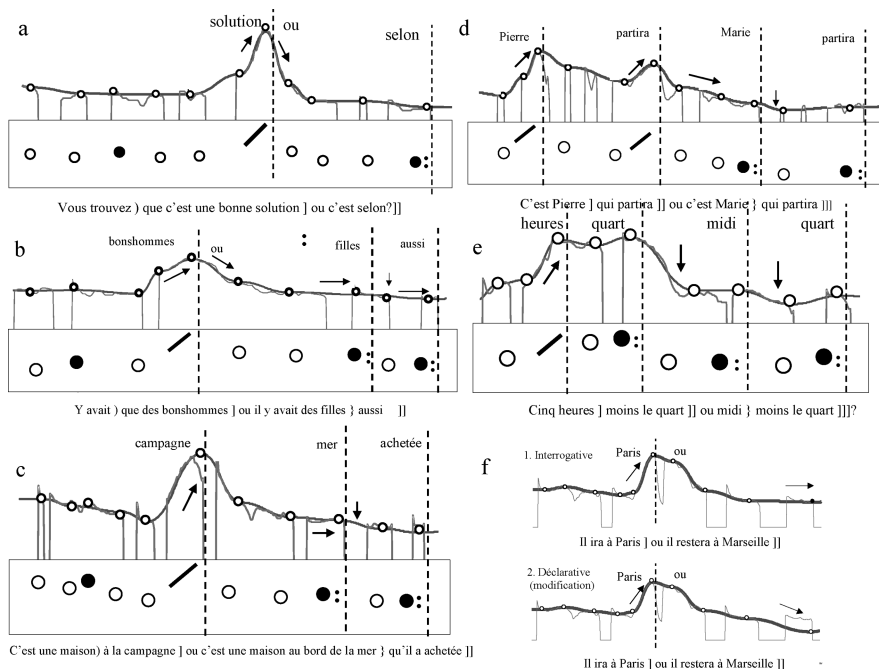 a
solution
ou
selon
:
Vous trouvez ) que c’est une bonne solution ] ou c’est selon?]]
b
bonshommes
ou
:
filles
aussi
:
:
Y avait ) que des bonshommes ] ou il y avait des filles } aussi ]]
c
campagne
mer
achetée
:
:
C’est une maison) à la campagne ] ou c’est une maison au bord de la mer } qu’il a achetée ]]
d
Pierre
partira
Marie
partira
:
:
C’est Pierre ] qui partira ]] ou c’est Marie } qui partira ]]]
e
heures
quart
midi
quart
:
:
:
Cinq heures ] moins le quart ]] ou midi } moins le quart ]]]?
f
1. Interrogative
Paris
ou
Il ira à Paris ] ou il restera à Marseille ]]
2. Déclarative
(modification)
Paris
ou
Il ira à Paris ] ou il restera à Marseille ]]